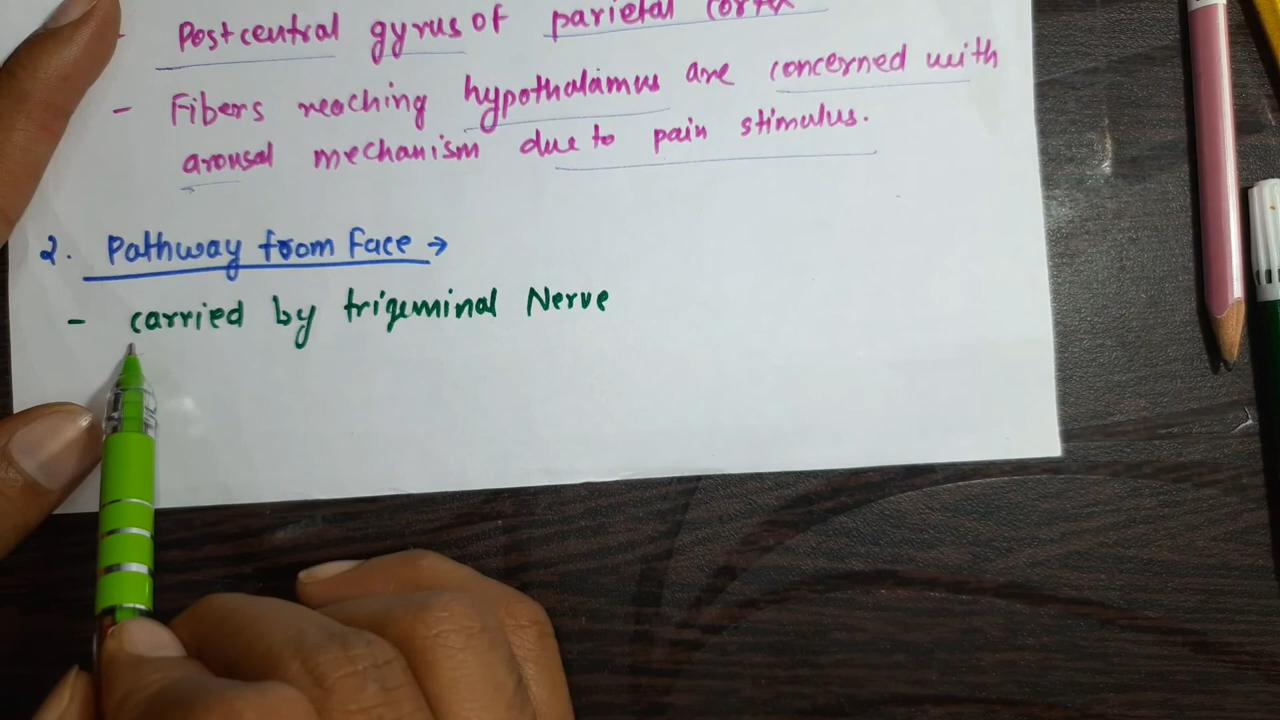 - Postcentral gyrus of parietal cortex
- Fibers reaching hypothalamus are concerned with
arousal mechanism due to pain stimulus.
2. Pathway from Face →
- carried by trigeminal Nerve